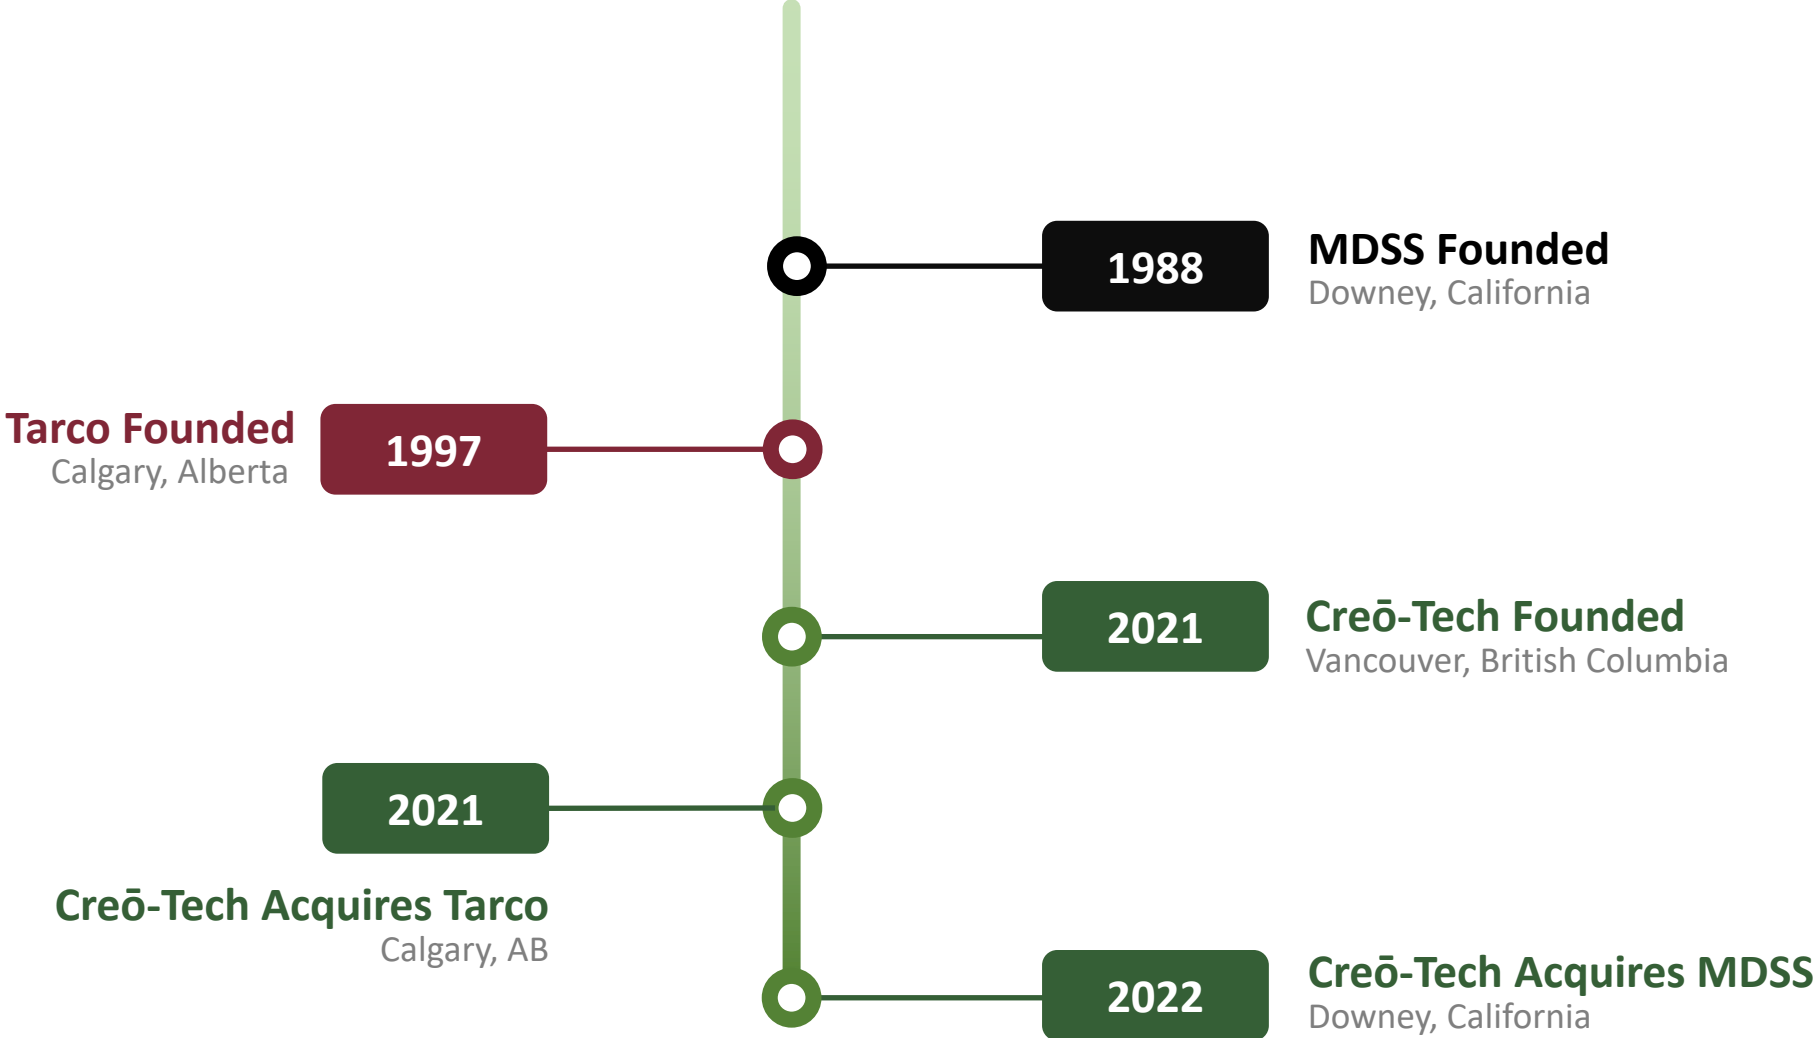 1988
MDSS Founded
Downey, California
Tarco Founded
Calgary, Alberta
1997
2021
Creō-Tech Founded
Vancouver, British Columbia
2021
Creō-Tech Acquires Tarco
Calgary, AB
2022
Creō-Tech Acquires MDSS
Downey, California